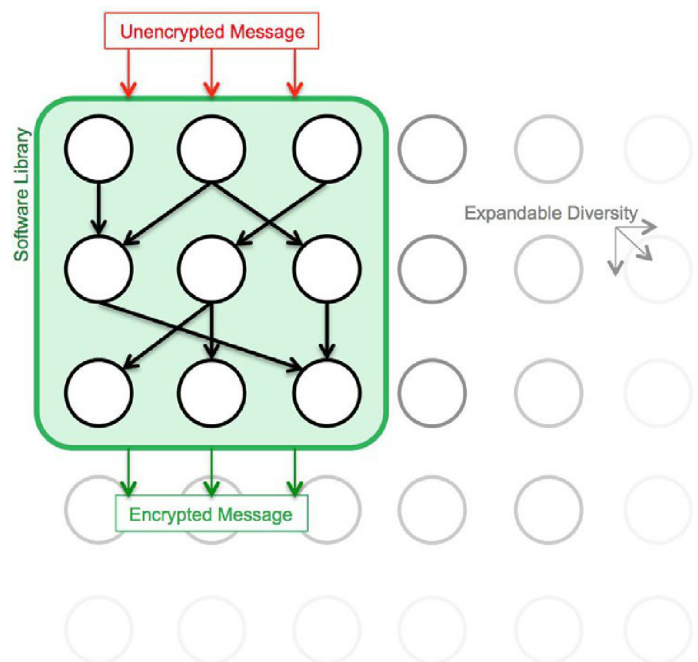 Unencrypted Message
Software Library
Expandable Diversity
Encrypted Message